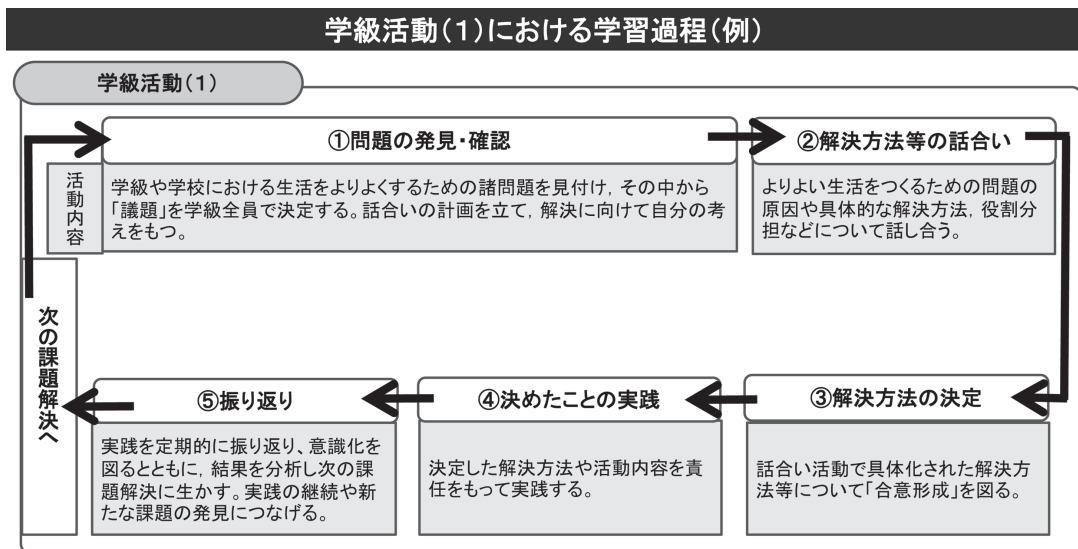 学級活動(1)における学習過程(例)
学級活動(1)
①問題の発見・確認
活動内容
学級や学校における生活をよりよくするための諸問題を見付け，その中から
「議題」を学級全員で決定する。話合いの計画を立て，解決に向けて自分の考
えをもつ。
②解決方法等の話合い
よりよい生活をつくるための問題の
原因や具体的な解決方法，役割分
担などについて話し合う。
③解決方法の決定
話合い活動で具体化された解決方
法等について「合意形成」を図る。
④決めたことの実践
決定した解決方法や活動内容を責
任をもって実践する。
⑤振り返り
実践を定期的に振り返り、意識化を
図るとともに，結果を分析し次の課
題解決に生かす。実践の継続や新
たな課題の発見につなげる。
次の課題解決へ